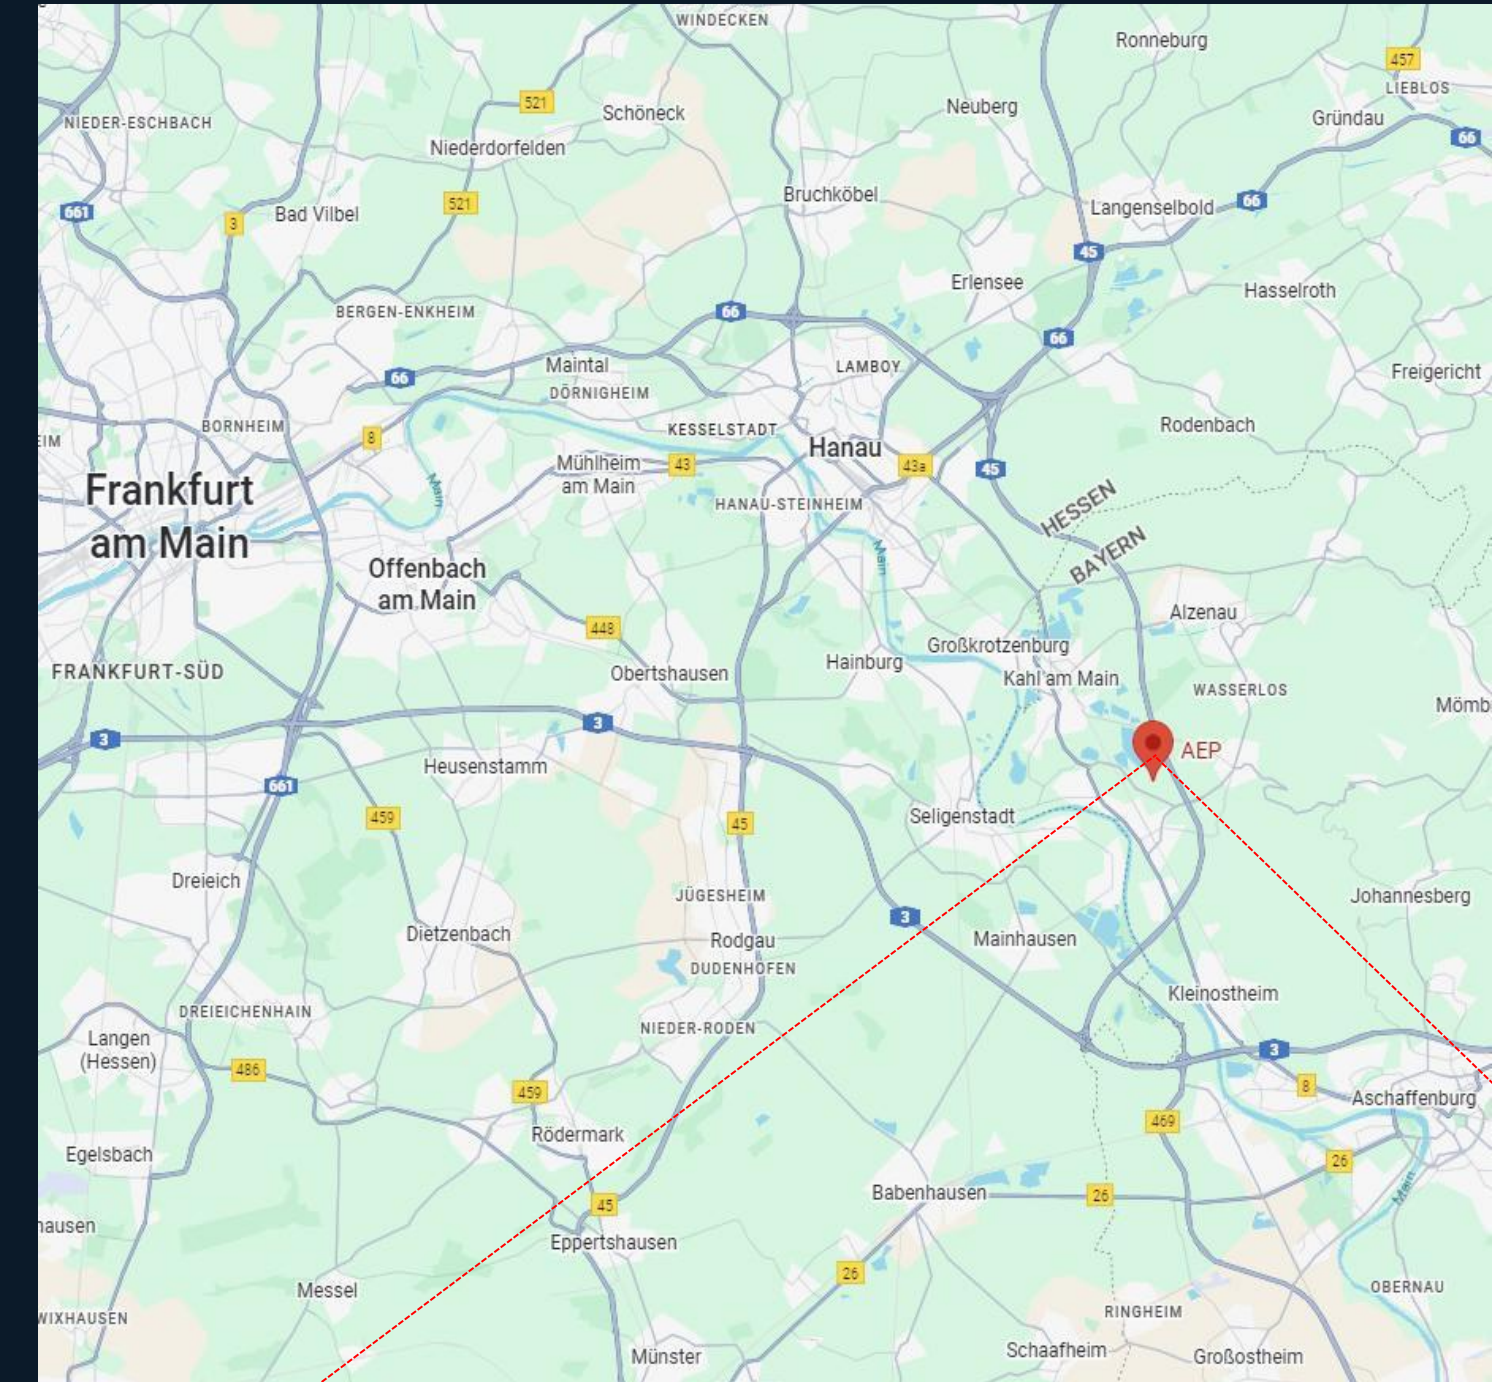 WINDECKEN
Ronneburg
457
LIEBLOS
521
Schöneck
Neuberg
Gründau
NIEDER-ESCHBACH
66
Niederdorfelden
Bruchköbel
521
661
3
Bad Vilbel
Langenselbold
66
45
Erlensee
Hasselroth
BERGEN-ENKHEIM
66
66
Maintal
LAMBOY
66
Freigericht
DÖRNIGHEIM
BORNHEIM
EIM
8
KESSELSTADT
Rodenbach
Hanau
Mühlheim
am Main
43
43a
45
Frankfurt
am Main
Main
HANAU-STEINHEIM
HESSEN
BAYERN
Main
Offenbach
am Main
448
Alzenau
Großkrotzenburg
FRANKFURT-SÜD
Obertshausen
Hainburg
Kahl am Main
WASSERLOS
Mömb
3
3
AEP
Heusenstamm
661
459
45
Seligenstadt
Dreieich
JÜGESHEIM
Johannesberg
3
Dietzenbach
Rodgau
Mainhausen
DUDENHOFEN
Kleinostheim
DREIEICHENHAIN
NIEDER-RODEN
Langen
(Hessen)
3
486
459
8
Aschaffenburg
469
Rödermark
Egelsbach
26
Main
Babenhausen
26
45
hausen
Eppertshausen
26
Messel
OBERNAU
WIXHAUSEN
RINGHEIM
Schaafheim
Münster
Großostheim